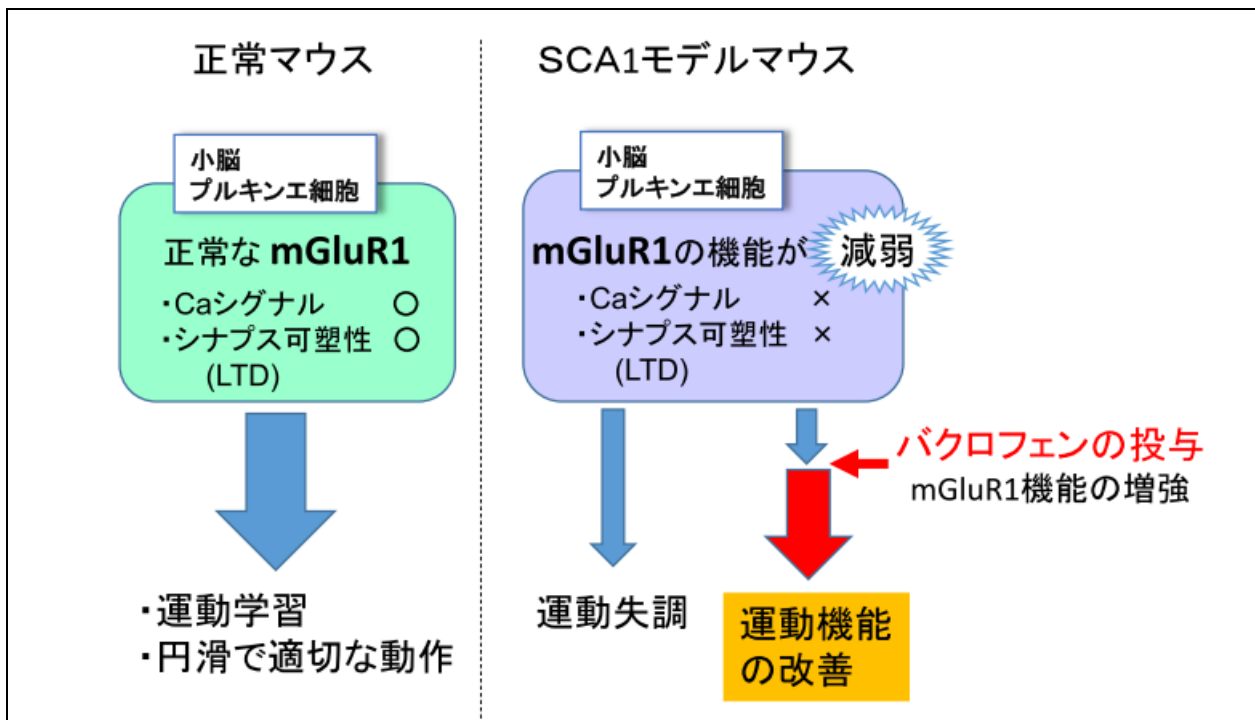 正常マウス
小脳
プルキンエ細胞
正常な mGluR1
・Caシグナル 〇
・シナプス可塑性 〇
(LTD)
・運動学習
・円滑で適切な動作
SCA1モデルマウス
小脳
プルキンエ細胞
mGluR1の機能が 減弱
・Caシグナル ×
・シナプス可塑性 ×
(LTD)
バクロフェンの投与
mGluR1機能の増強
運動失調
運動機能
の改善